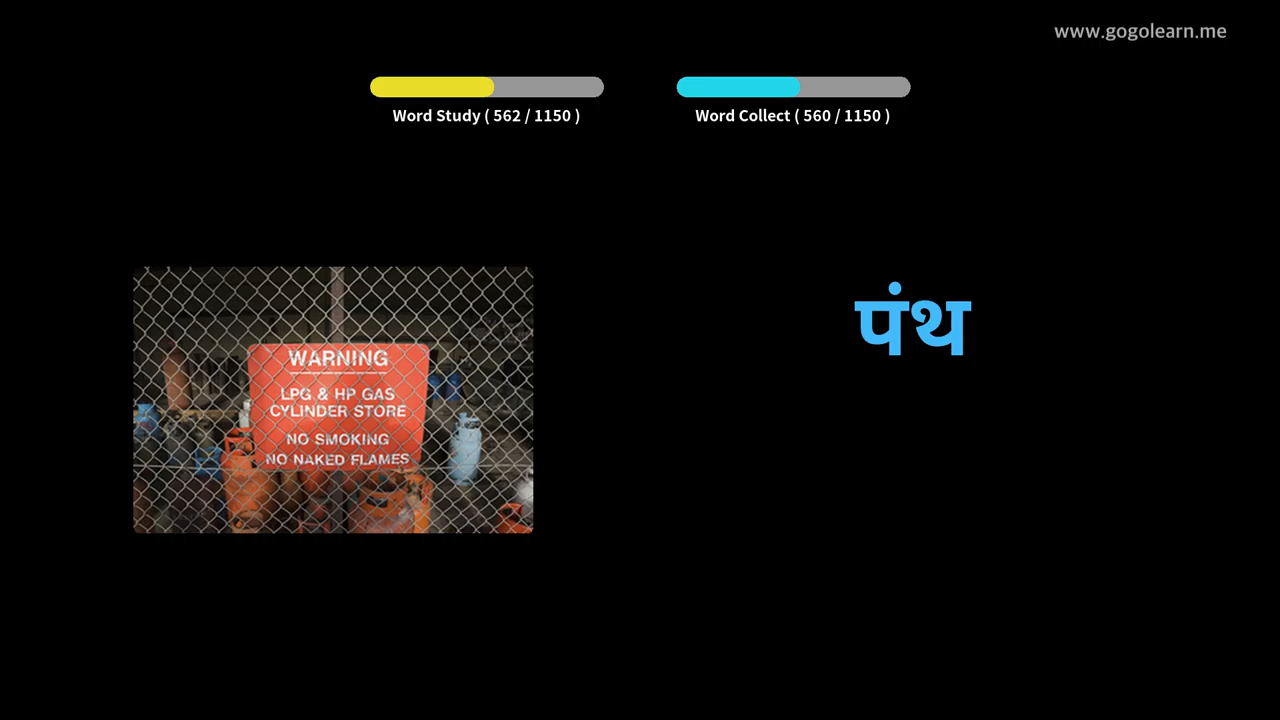 www.gogolearn.me
Word Study ( 562 / 1150 )
Word Collect ( 560 / 1150 )
पंथ
WARNING
LPG & HP GAS
CYLINDER STORE
NO SMOKING
NO NAKED FLAMES